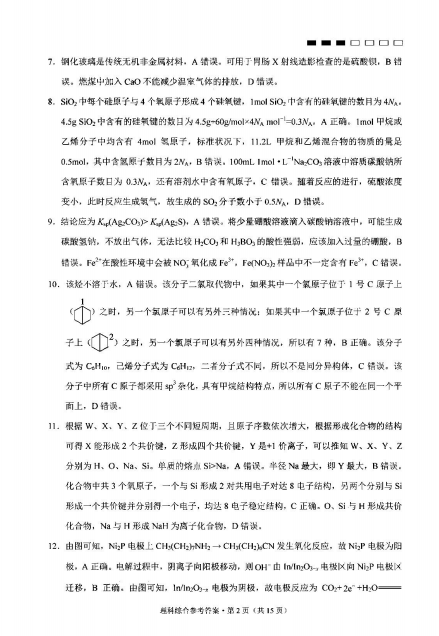 7. 钢化玻璃是传统无机非金属材料，A 错误。可用于胃肠 X 射线造影检查的是硫酸钡，B 错
误。燃煤中加入 CaO 不能减少温室气体的排放，D 错误。
8. SiO₂ 中每个硅原子与 4 个氧原子形成 4 个硅氧键，1mol SiO₂ 中含有的硅氧键的数目为 4Nₐ，
4.5g SiO₂ 中含有的硅氧键的数目为 4.5g÷60g/mol×4Nₐ mol⁻¹=0.3Nₐ，A 正确。1mol 甲烷或
乙烯分子中均含有 4mol 氢原子，标准状况下，11.2L 甲烷和乙烯混合物的物质的量是
0.5mol，其中含氢原子数目为 2Nₐ，B 错误。100mL 1mol·L⁻¹Na₂CO₃ 溶液中溶质碳酸钠所
含氧原子数目为 0.3Nₐ，还有溶剂水中含有氧原子，C 错误。随着反应的进行，硫酸浓度
变小，此时反应生成氢气，故生成的 SO₂ 分子数小于 0.5Nₐ，D 错误。
9. 结论应为 Ksp(Ag₂CO₃)> Ksp(Ag₂S)，A 错误。将少量硼酸溶液滴入碳酸钠溶液中，可能生成
碳酸氢钠，不放出气体，无法比较 H₂CO₃ 和 H₃BO₃ 的酸性强弱，应该加入过量的硼酸，B
错误。Fe²⁺在酸性环境中会被 NO₃⁻ 氧化成 Fe³⁺，Fe(NO₃)₂ 样品中不一定含有 Fe³⁺，C 错误。
10. 该烃不溶于水，A 错误。该分子二氯取代物中，如果其中一个氯原子位于 1 号 C 原子上
( 1 ) 之时，另一个氯原子可以有另外三种情况；如果其中一个氯原子位于 2 号 C 原
子上 ( 2 ) 之时，另一个氯原子可以有另外四种情况，所以有 7 种，B 正确。该分子
式为 C₆H₁₀，己烯分子式为 C₆H₁₂，二者分子式不同，所以不是同分异构体，C 错误。该
分子中所有 C 原子都采用 sp³ 杂化，具有甲烷结构特点，所以所有 C 原子不能在同一个平
面上，D 错误。
11. 根据 W、X、Y、Z 位于三个不同短周期，且原子序数依次增大，根据形成化合物的结构
可得 X 能形成 2 个共价键，Z 形成四个共价键，Y 是+1 价离子，可以推知 W、X、Y、Z
分别为 H、O、Na、Si。单质的熔点 Si>Na，A 错误。半径 Na 最大，即 Y 最大，B 错误。
化合物中共 3 个氧原子，一个与 Si 形成 2 对共用电子对达 8 电子结构，另两个分别与 Si
形成一个共价键并分别得一个电子，均达 8 电子稳定结构，C 正确。O、Si 与 H 形成共价
化合物，Na 与 H 形成 NaH 为离子化合物，D 错误。
12. 由图可知，Ni₂P 电极上 CH₃(CH₂)₇NH₂→CH₃(CH₂)₆CN 发生氧化反应，故 Ni₂P 电极为阳
极，A 正确。电解过程中，阴离子向阳极移动，则 OH⁻ 由 In/In₂O₃₋ₓ 电极区向 Ni₂P 电极区
迁移，B 正确。由图可知，In/In₂O₃₋ₓ 电极为阴极，故电极反应为 CO₂+2e⁻+H₂O══
理科综合参考答案·第 2 页（共 15 页）